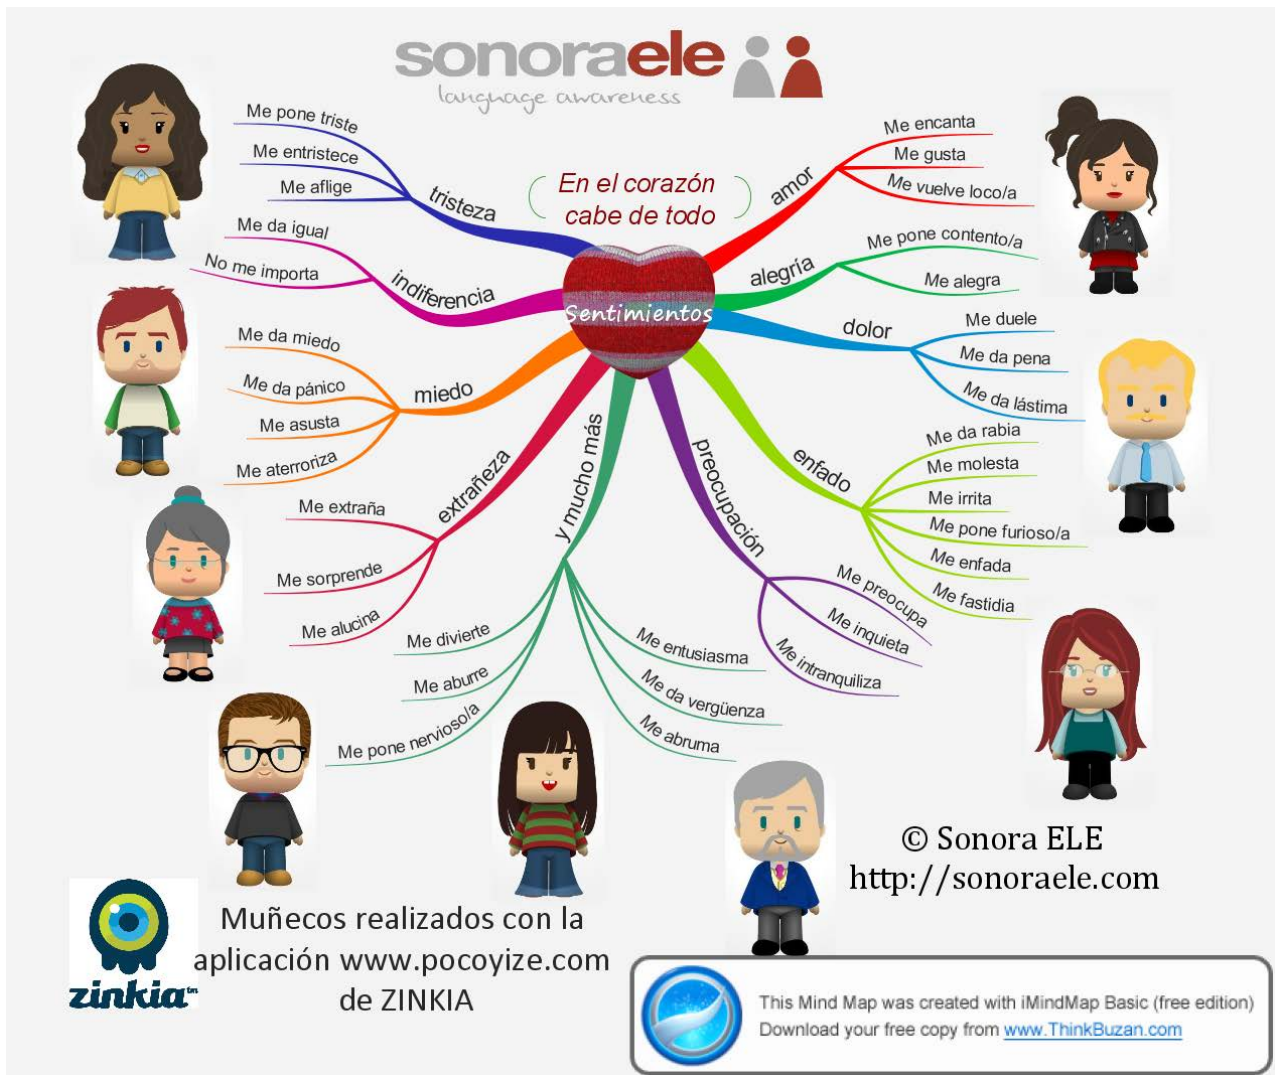 sonoraele
language awareness
En el corazón
cabe de todo
Sentimientos
amor
Me encanta
Me gusta
Me vuelve loco/a
alegría
Me pone contento/a
Me alegra
dolor
Me duele
Me da pena
Me da lástima
enfado
Me da rabia
Me molesta
Me irrita
Me pone furioso/a
Me enfada
Me fastidia
preocupación
Me preocupa
Me inquieta
Me intranquiliza
y mucho más
Me entusiasma
Me da vergüenza
Me abruma
Me divierte
Me aburre
Me pone nervioso/a
extrañeza
Me extraña
Me sorprende
Me alucina
miedo
Me da miedo
Me da pánico
Me asusta
Me aterroriza
indiferencia
Me da igual
No me importa
tristeza
Me pone triste
Me entristece
Me aflige
© Sonora ELE
http://sonoraele.com
zinkia™
Muñecos realizados con la
aplicación www.pocoyize.com
de ZINKIA
This Mind Map was created with iMindMap Basic (free edition)
Download your free copy from www.ThinkBuzan.com